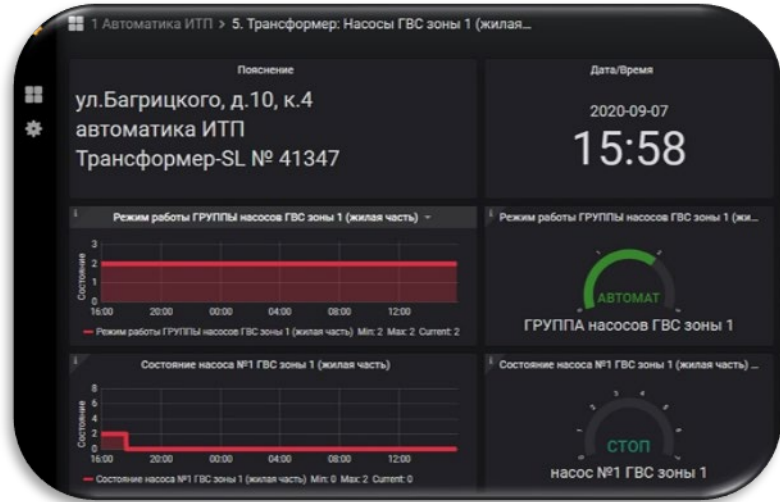 1 Автоматика ИТП > 5. Трансформер: Насосы ГВС зоны 1 (жилая...
Пояснение
ул.Багрицкого, д.10, к.4
автоматика ИТП
Трансформер-SL № 41347
Дата/Время
2020-09-07
15:58
Режим работы ГРУППЫ насосов ГВС зоны 1 (жилая часть)
Состояние
3
2
1
0
16:00 20:00 00:00 04:00 08:00 12:00
Режим работы ГРУППЫ насосов ГВС зоны 1 (жилая часть) Min: 2 Max: 2 Current: 2
Режим работы ГРУППЫ насосов ГВС зоны 1 (жи...
АВТОМАТ
ГРУППА насосов ГВС зоны 1
Состояние насоса №1 ГВС зоны 1 (жилая часть)
Состояние
8
6
4
2
0
16:00 20:00 00:00 04:00 08:00 12:00
Состояние насоса №1 ГВС зоны 1 (жилая часть) Min: 0 Max: 2 Current: 0
Состояние насоса №1 ГВС зоны 1 (жилая часть) ...
3 4
СТОП
насос №1 ГВС зоны 1